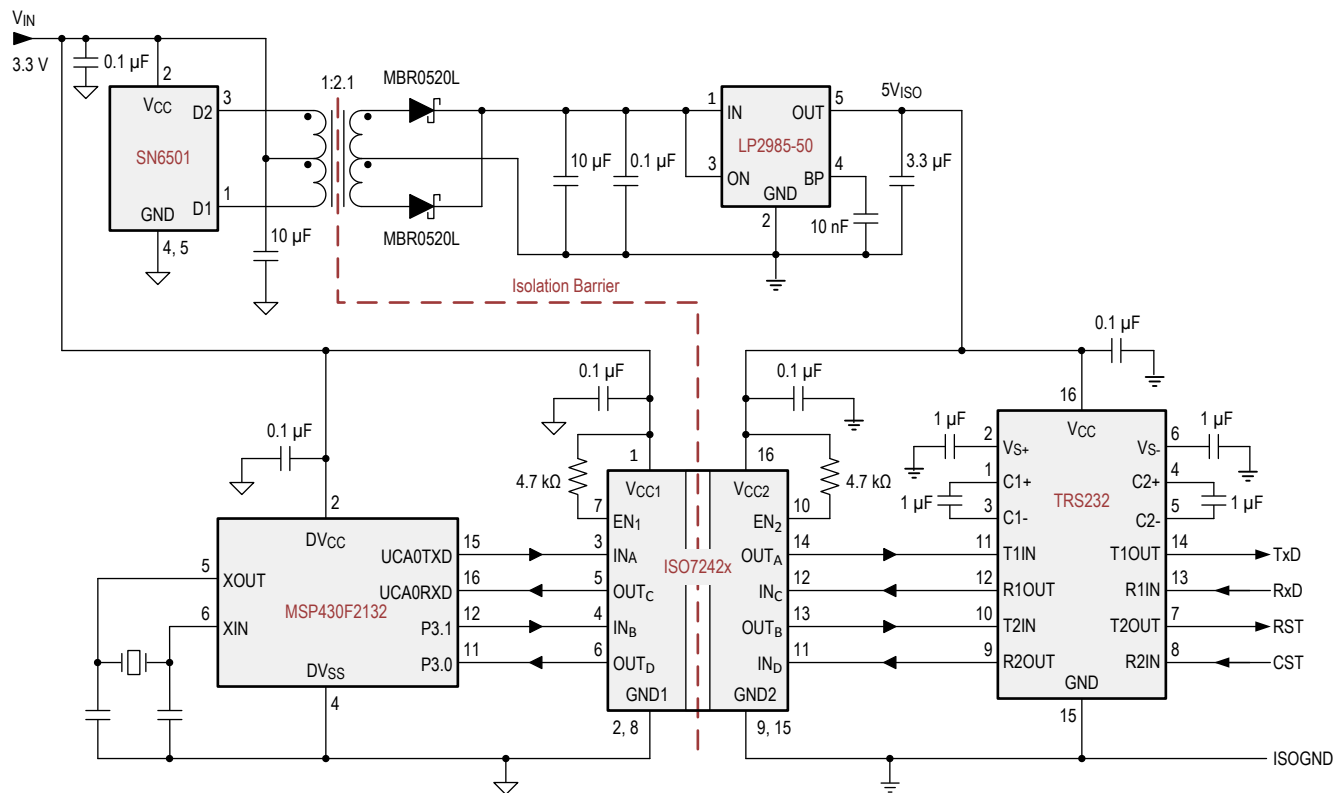 VIN
3.3 V
0.1 µF
2
VCC
D2
3
SN6501
D1
1
GND
4, 5
10 µF
1:2.1
MBR0520L
MBR0520L
10 µF
0.1 µF
1
IN
OUT
5
LP2985-50
3
ON
BP
4
GND
2
10 nF
5VISO
3.3 µF
Isolation Barrier
0.1 µF
2
DVCC
5
XOUT
UCA0TXD
15
UCA0RXD
16
MSP430F2132
6
XIN
P3.1
12
P3.0
11
DVSS
4
0.1 µF
4.7 kΩ
1
VCC1
7
EN1
3
INA
5
OUTC
4
INB
6
OUTD
GND1
2, 8
ISO7242x
0.1 µF
4.7 kΩ
16
VCC2
10
EN2
14
OUTA
12
INC
13
OUTB
11
IND
GND2
9, 15
0.1 µF
16
VCC
1 µF
2
VS+
VS-
6
1 µF
1
C1+
C2+
4
TRS232
1 µF
3
C1-
C2-
5
1 µF
11
T1IN
T1OUT
14
TxD
12
R1OUT
R1IN
13
RxD
10
T2IN
T2OUT
7
RST
9
R2OUT
R2IN
8
CST
GND
15
ISOGND